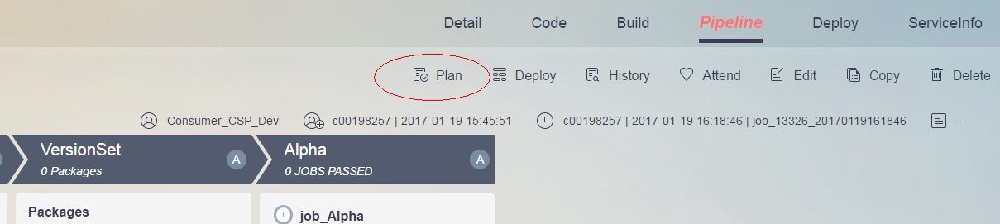 Detail Code Build Pipeline Deploy ServiceInfo
Plan Deploy History Attend Edit Copy Delete
Consumer_CSP_Dev c00198257 | 2017-01-19 15:45:51 c00198257 | 2017-01-19 16:18:46 | job_13326_20170119161846 --
VersionSet A Alpha A
0 Packages 0 JOBS PASSED
Packages job_Alpha